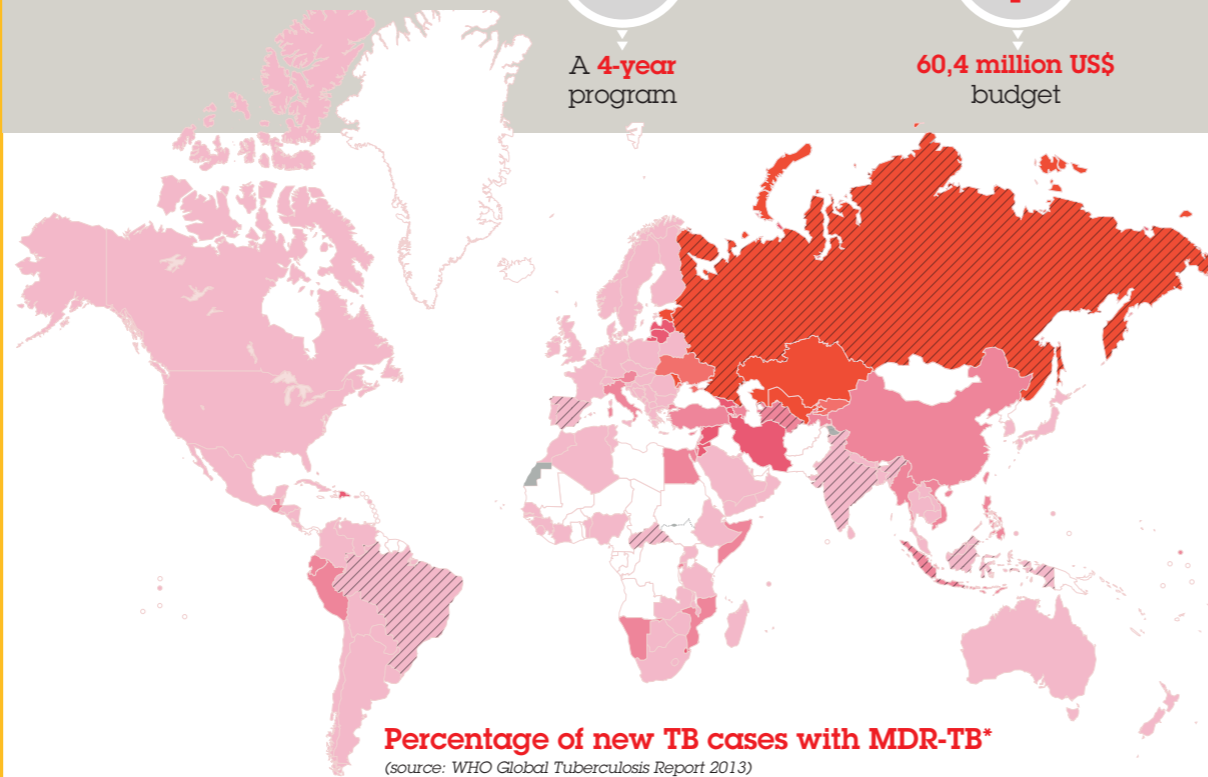 A 4-year
program
60,4 million US$
budget
Percentage of new TB cases with MDR-TB*
(source: WHO Global Tuberculosis Report 2013)